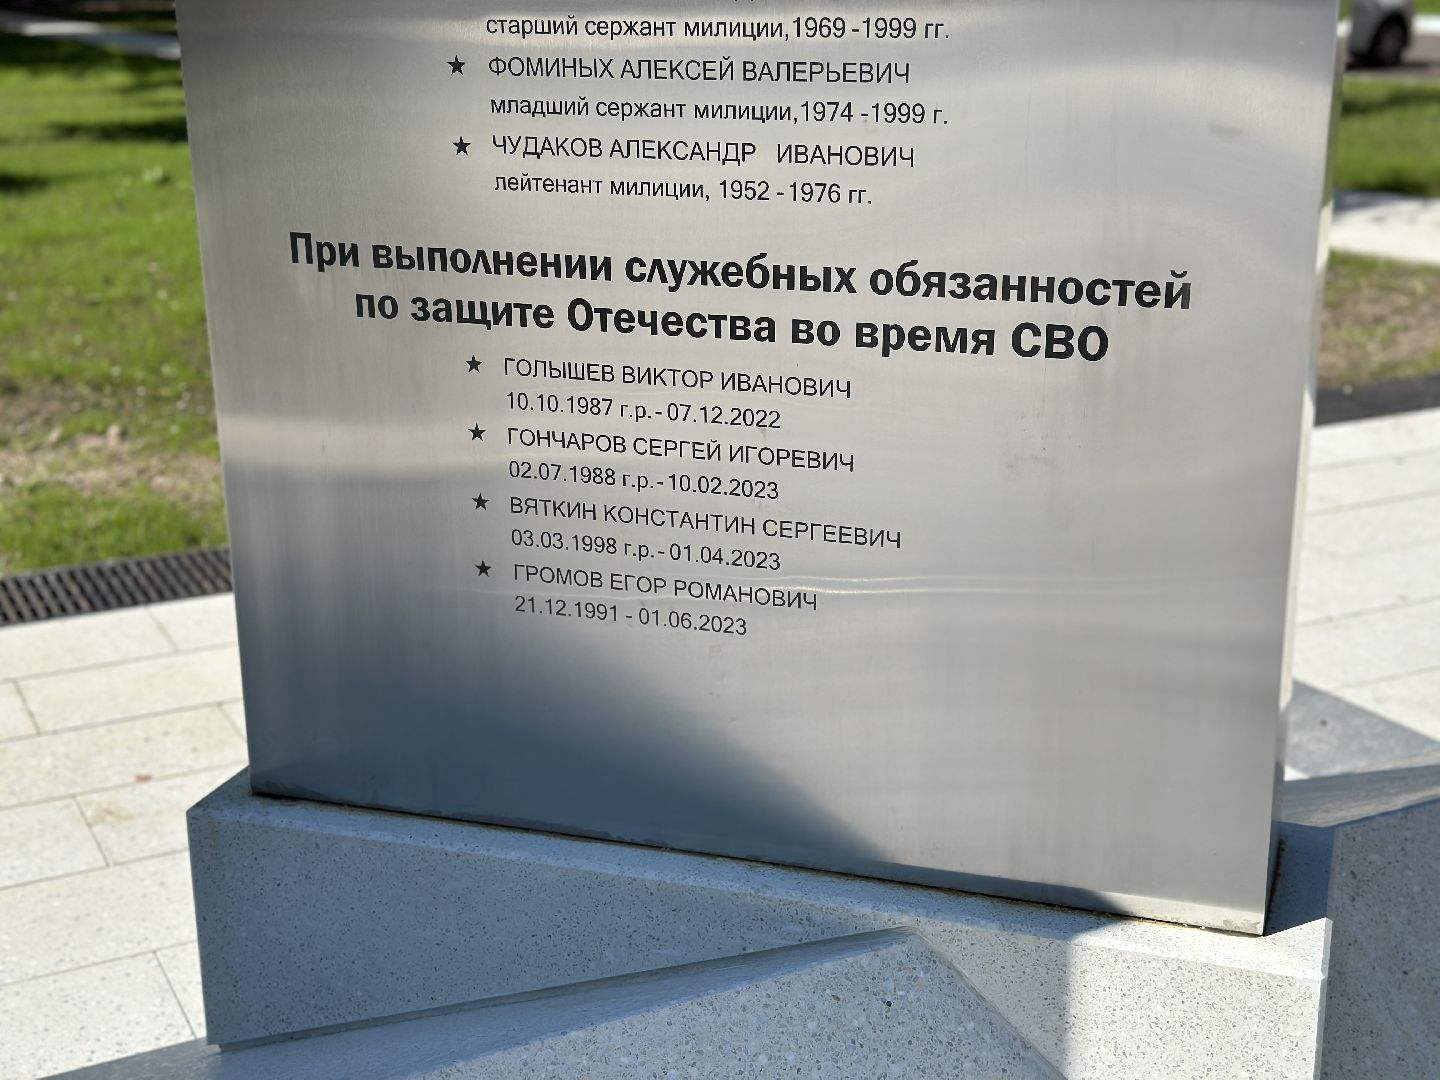 старший сержант милиции,1969 -1999 гг.
★ ФОМИНЫХ АЛЕКСЕЙ ВАЛЕРЬЕВИЧ
младший сержант милиции,1974 -1999 г.
★ ЧУДАКОВ АЛЕКСАНДР ИВАНОВИЧ
лейтенант милиции, 1952 - 1976 гг.
При выполнении служебных обязанностей
по защите Отечества во время СВО
★ ГОЛЫШЕВ ВИКТОР ИВАНОВИЧ
10.10.1987 г.р. - 07.12.2022
★ ГОНЧАРОВ СЕРГЕЙ ИГОРЕВИЧ
02.07.1988 г.р. - 10.02.2023
★ ВЯТКИН КОНСТАНТИН СЕРГЕЕВИЧ
03.03.1998 г.р. - 01.04.2023
★ ГРОМОВ ЕГОР РОМАНОВИЧ
21.12.1991 - 01.06.2023